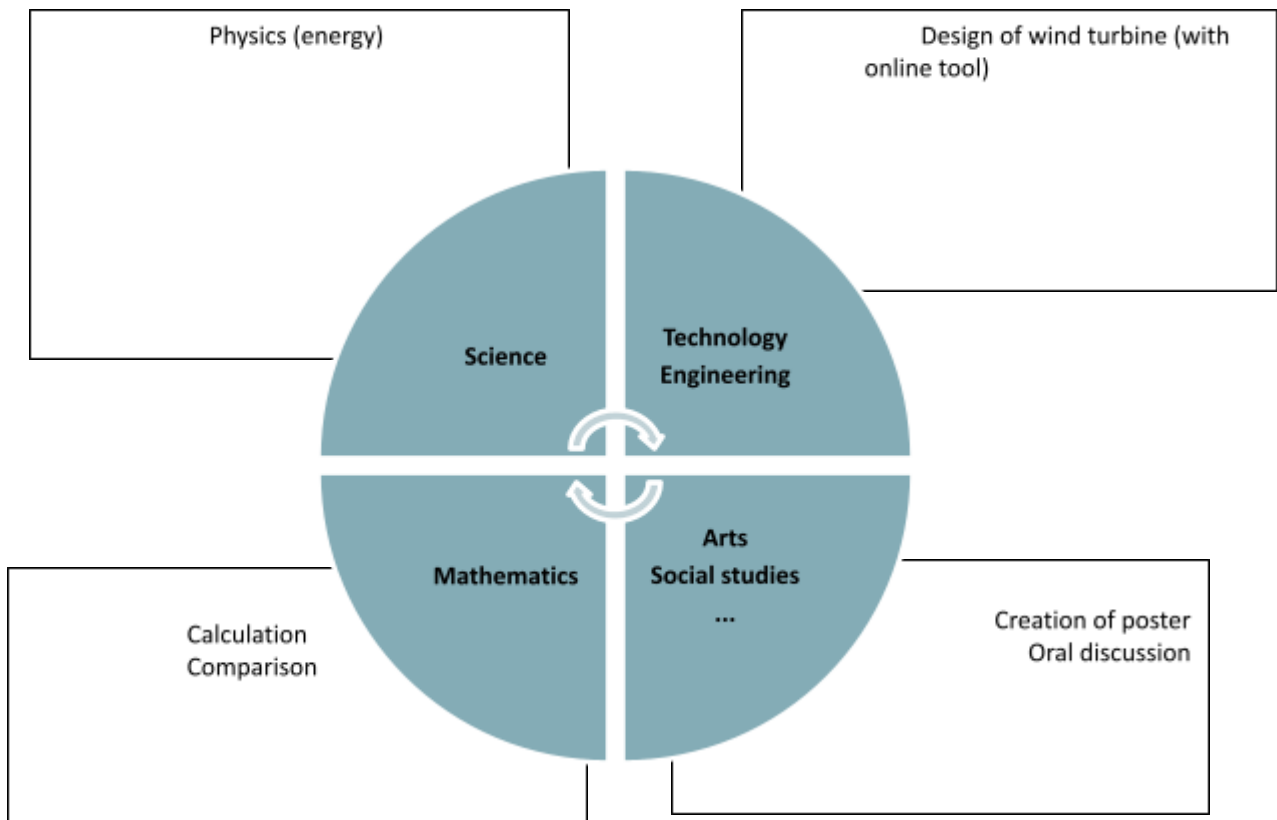 Physics (energy)
Design of wind turbine (with
online tool)
Science
Technology
Engineering
Mathematics
Arts
Social studies
...
Calculation
Comparison
Creation of poster
Oral discussion